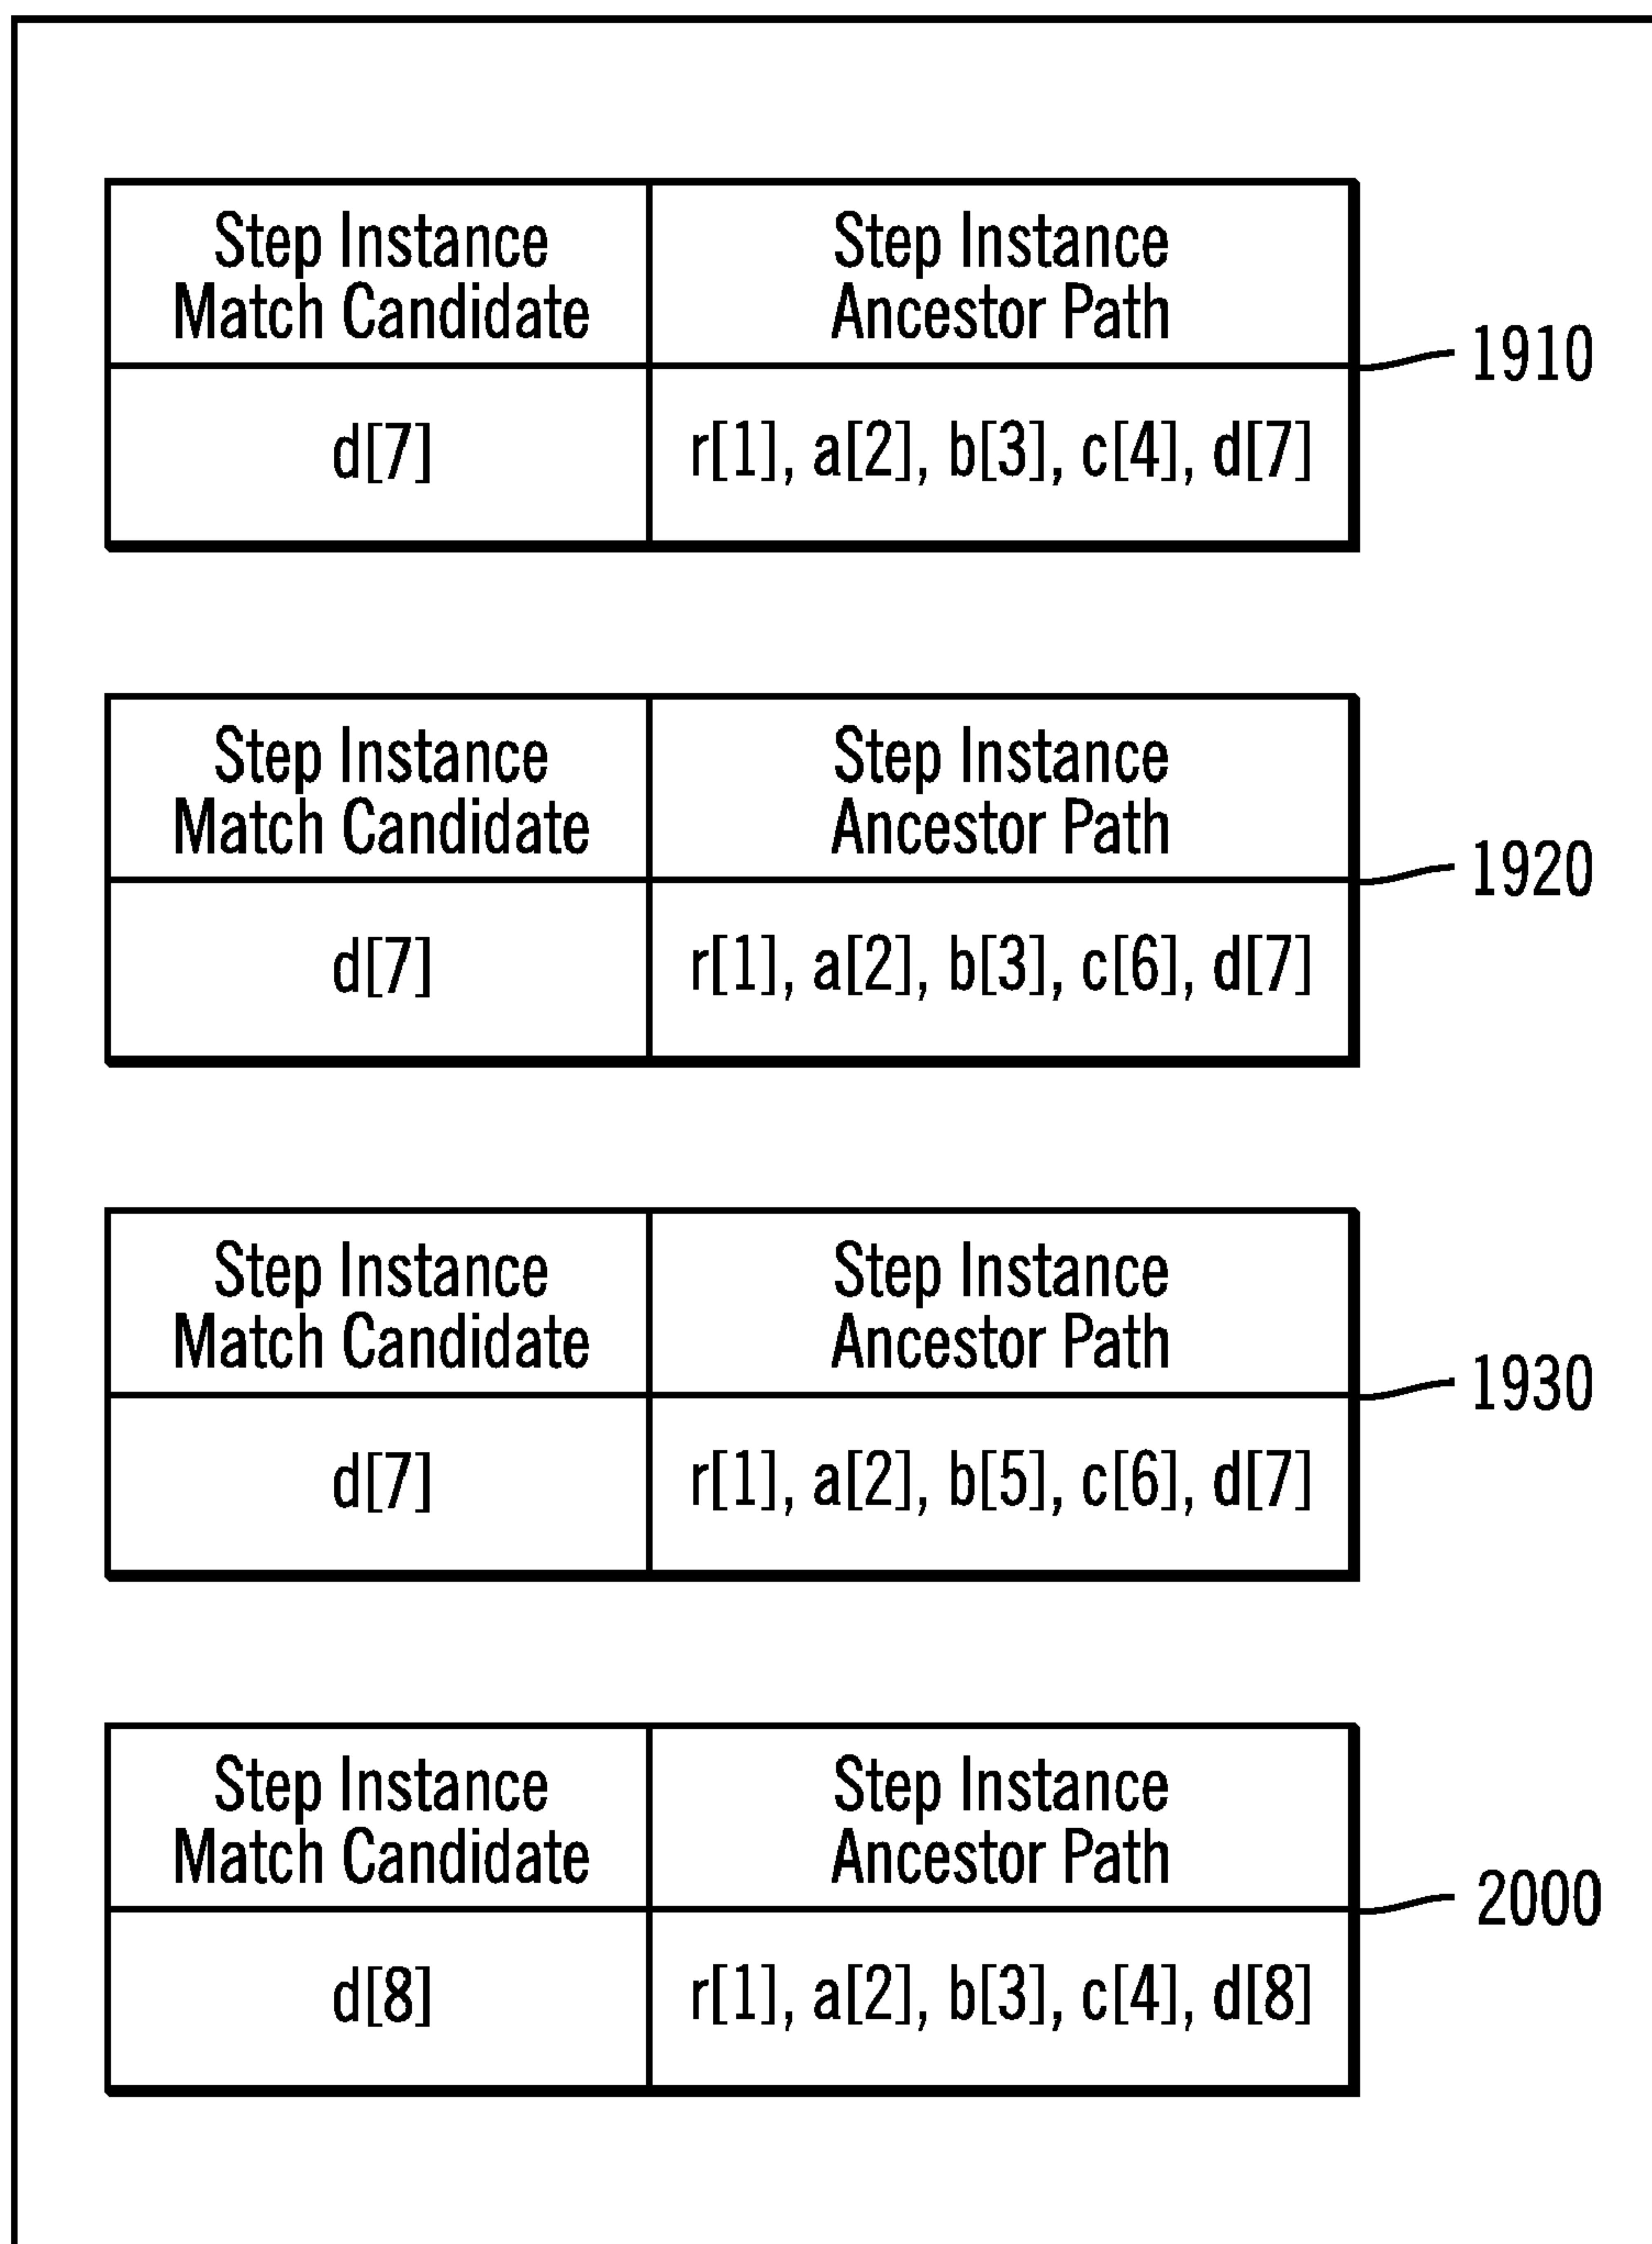 Step Instance
Match Candidate
Step Instance
Ancestor Path
1910
d[7]
r[1], a[2], b[3], c[4], d[7]
Step Instance
Match Candidate
Step Instance
Ancestor Path
1920
d[7]
r[1], a[2], b[3], c[6], d[7]
Step Instance
Match Candidate
Step Instance
Ancestor Path
1930
d[7]
r[1], a[2], b[5], c[6], d[7]
Step Instance
Match Candidate
Step Instance
Ancestor Path
2000
d[8]
r[1], a[2], b[3], c[4], d[8]